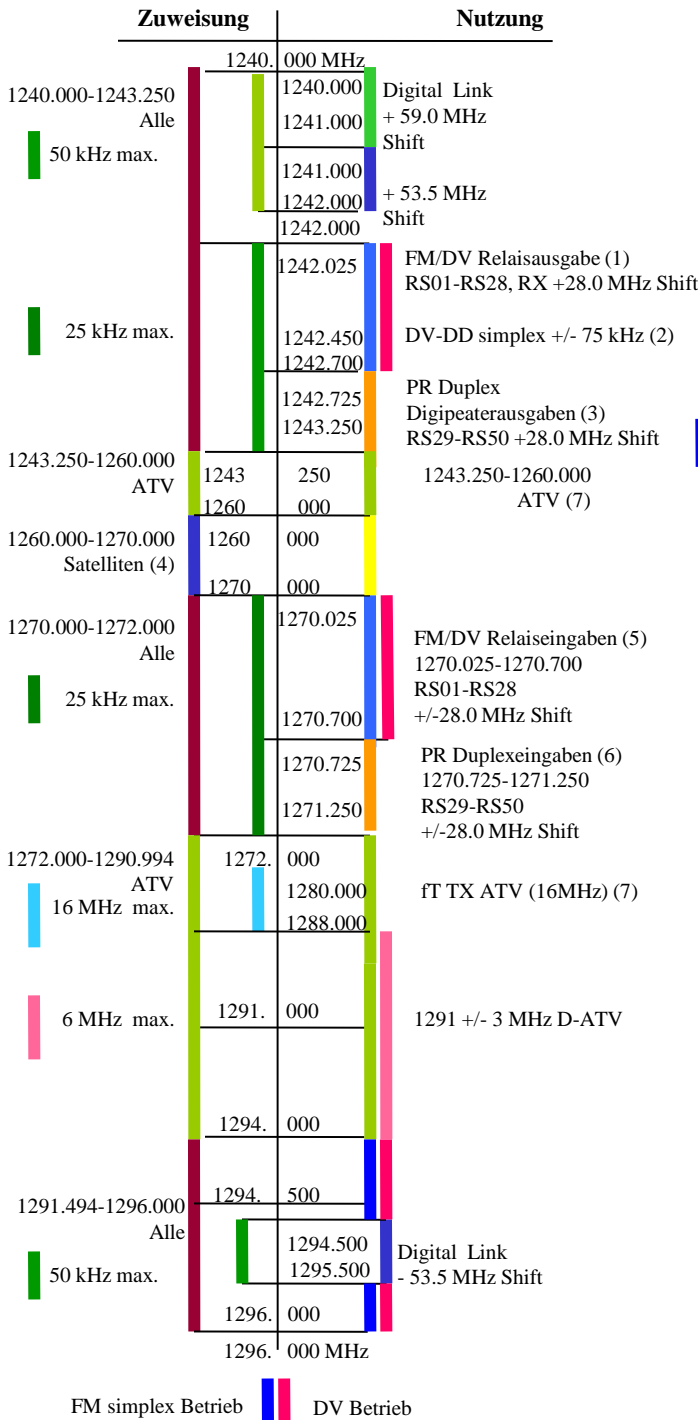 Zuweisung Nutzung
1240. 000 MHz
1240.000-1243.250
Alle
50 kHz max.
1240.000
1241.000
Digital Link
+ 59.0 MHz
Shift
1241.000
1242.000
+ 53.5 MHz
Shift
1242.000
1242.025
FM/DV Relaisausgabe (1)
RS01-RS28, RX +28.0 MHz Shift
25 kHz max.
1242.450
1242.700
DV-DD simplex +/- 75 kHz (2)
1242.725
1243.250
PR Duplex
Digipeaterausgaben (3)
RS29-RS50 +28.0 MHz Shift
1243.250-1260.000
ATV
1243 250
1260 000
1243.250-1260.000
ATV (7)
1260.000-1270.000
Satelliten (4)
1260 000
1270 000
1270.000-1272.000
Alle
25 kHz max.
1270.025
1270.700
FM/DV Relaiseingaben (5)
1270.025-1270.700
RS01-RS28
+/-28.0 MHz Shift
1270.725
1271.250
PR Duplexeingaben (6)
1270.725-1271.250
RS29-RS50
+/-28.0 MHz Shift
1272.000-1290.994
ATV
16 MHz max.
1272. 000
1280.000
1288.000
fT TX ATV (16MHz) (7)
6 MHz max.
1291. 000
1291 +/- 3 MHz D-ATV
1294. 000
1294. 500
1291.494-1296.000
Alle
50 kHz max.
1294.500
1295.500
Digital Link
- 53.5 MHz Shift
1296. 000
1296. 000 MHz
FM simplex Betrieb DV Betrieb